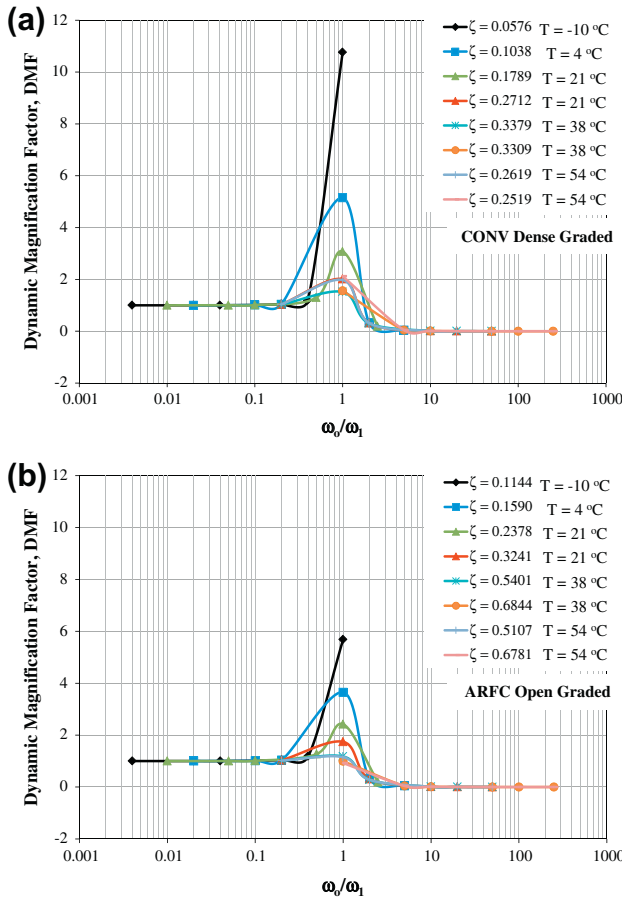 (a)
12
10
8
6
4
2
0
-2
Dynamic Magnification Factor, DMF
ζ = 0.0576 T = -10 °C
ζ = 0.1038 T = 4 °C
ζ = 0.1789 T = 21 °C
ζ = 0.2712 T = 21 °C
ζ = 0.3379 T = 38 °C
ζ = 0.3309 T = 38 °C
ζ = 0.2619 T = 54 °C
ζ = 0.2519 T = 54 °C
CONV Dense Graded
0.001 0.01 0.1 1 10 100 1000
ω₀/ω₁
(b)
12
10
8
6
4
2
0
-2
Dynamic Magnification Factor, DMF
ζ = 0.1144 T = -10 °C
ζ = 0.1590 T = 4 °C
ζ = 0.2378 T = 21 °C
ζ = 0.3241 T = 21 °C
ζ = 0.5401 T = 38 °C
ζ = 0.6844 T = 38 °C
ζ = 0.5107 T = 54 °C
ζ = 0.6781 T = 54 °C
ARFC Open Graded
0.001 0.01 0.1 1 10 100 1000
ω₀/ω₁